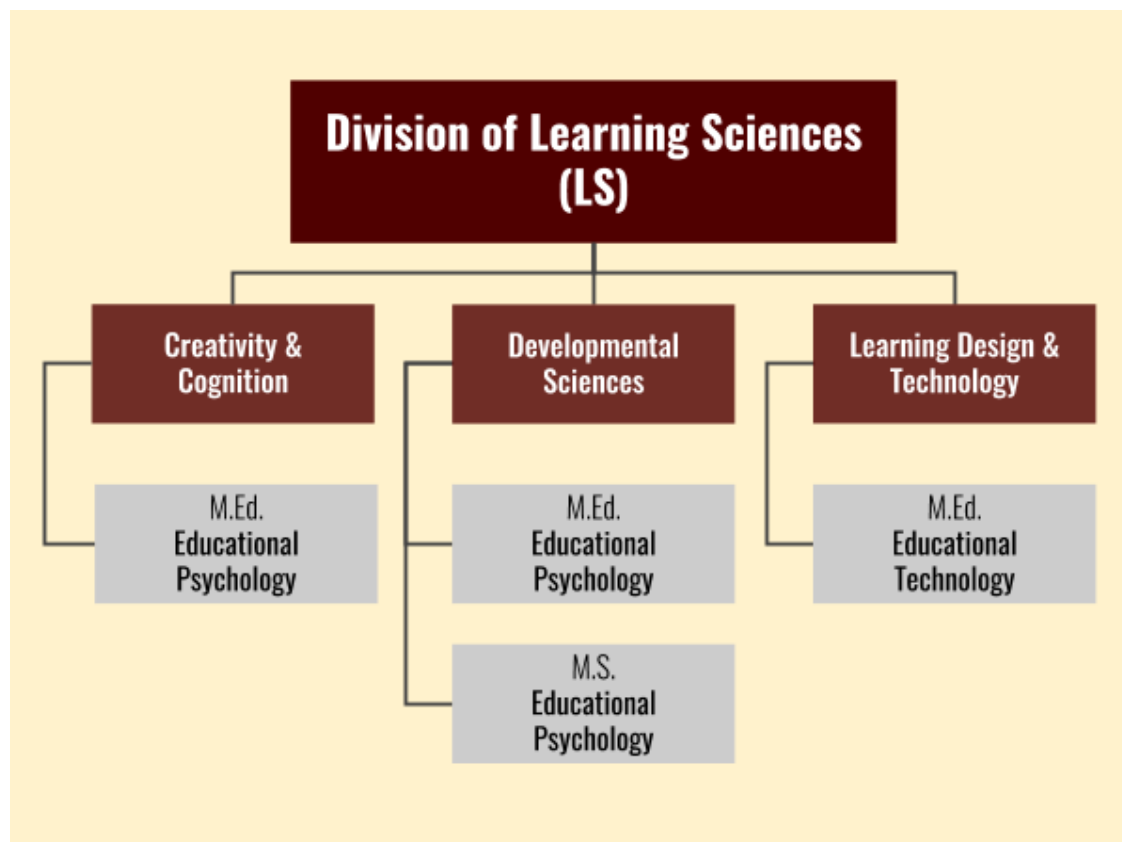 Division of Learning Sciences
(LS)
Creativity &
Cognition
Developmental
Sciences
Learning Design &
Technology
M.Ed.
Educational
Psychology
M.Ed.
Educational
Psychology
M.Ed.
Educational
Technology
M.S.
Educational
Psychology